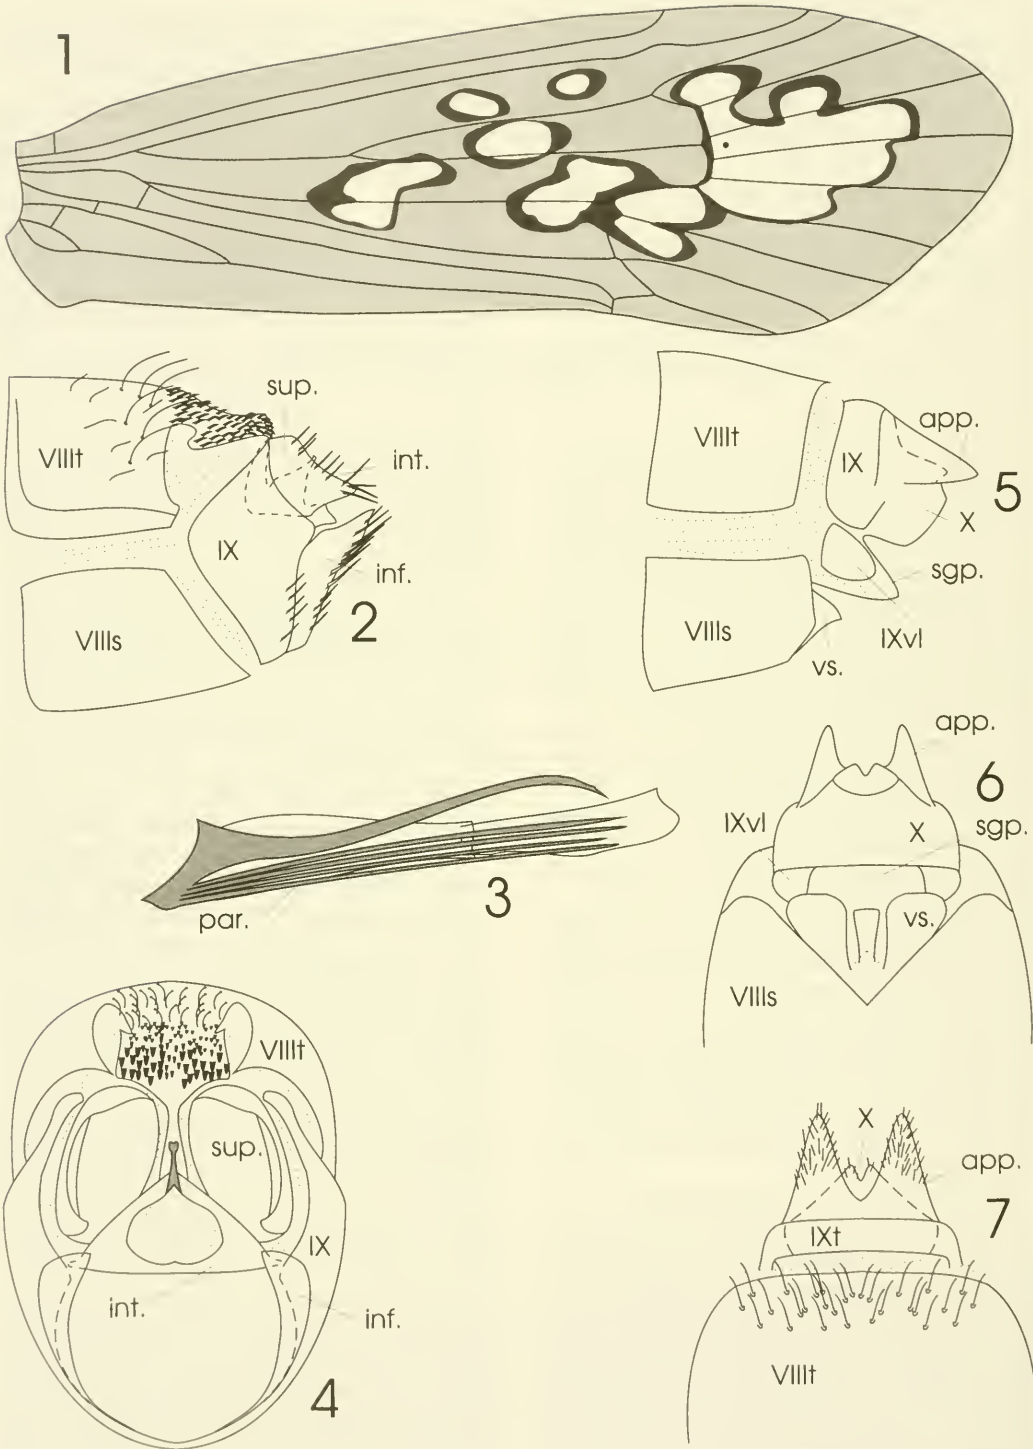 1
sup.
VIIIt
int.
IX
inf.
2
VIIIs
app.
VIIIt
IX
5
X
sgp.
VIIIs
IXvl
vs.
app.
6
IXvl
X
sgp.
vs.
VIIIs
3
par.
VIIIt
sup.
IX
int.
inf.
4
X
app.
7
IXt
VIIIt